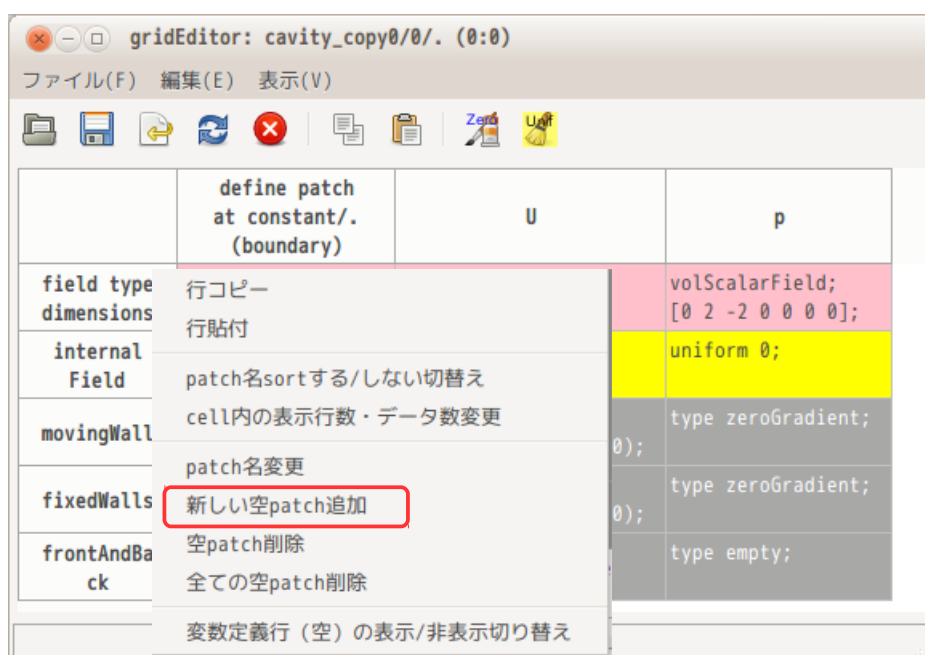 gridEditor: cavity_copy0/0/. (0:0)
ファイル(F) 編集(E) 表示(V)
Zero
Unif
define patch
at constant/.
(boundary)
U
p
field type
dimensions
volScalarField;
[0 2 -2 0 0 0 0];
internal
Field
uniform 0;
movingWall
0);
type zeroGradient;
fixedWalls
0);
type zeroGradient;
frontAndBa
ck
type empty;
行コピー
行貼付
patch名sortする/しない切替え
cell内の表示行数・データ数変更
patch名変更
新しい空patch追加
空patch削除
全ての空patch削除
変数定義行（空）の表示/非表示切り替え